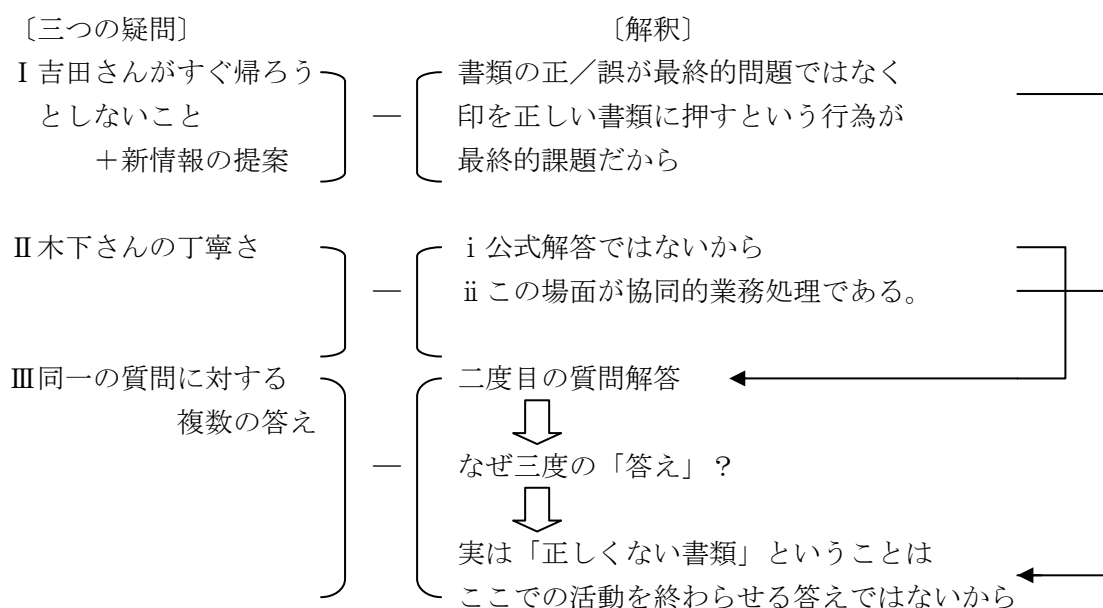 〔三つの疑問〕 〔解釈〕
Ⅰ吉田さんがすぐ帰ろう ― 書類の正／誤が最終的問題ではなく
としないこと 印を正しい書類に押すという行為が
＋新情報の提案 最終的課題だから
Ⅱ木下さんの丁寧さ ― ⅰ公式解答ではないから
ⅱこの場面が協同的業務処理である。
Ⅲ同一の質問に対する 二度目の質問解答
複数の答え
― なぜ三度の「答え」？
実は「正しくない書類」ということは
ここでの活動を終わらせる答えではないから